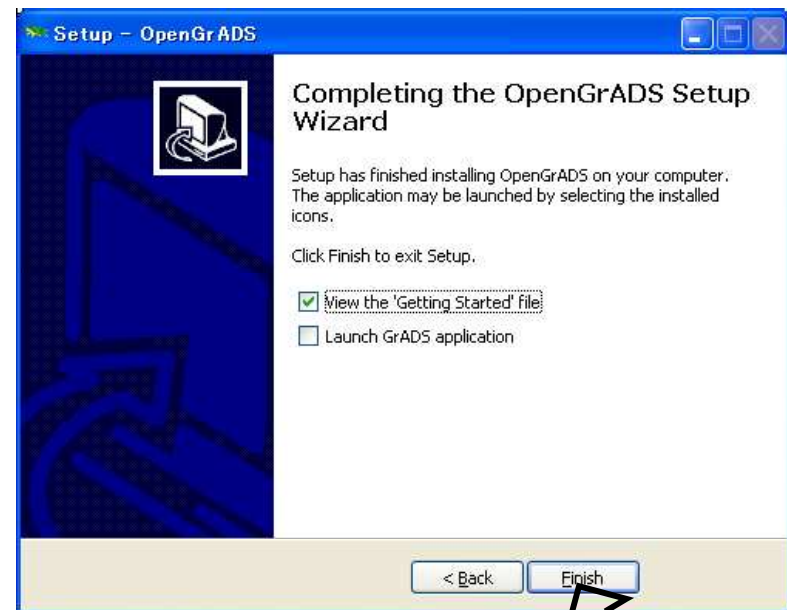 Setup - OpenGrADS
Completing the OpenGrADS Setup
Wizard
Setup has finished installing OpenGrADS on your computer.
The application may be launched by selecting the installed
icons.
Click Finish to exit Setup.
View the 'Getting Started' file
Launch GrADS application
< Back
Finish